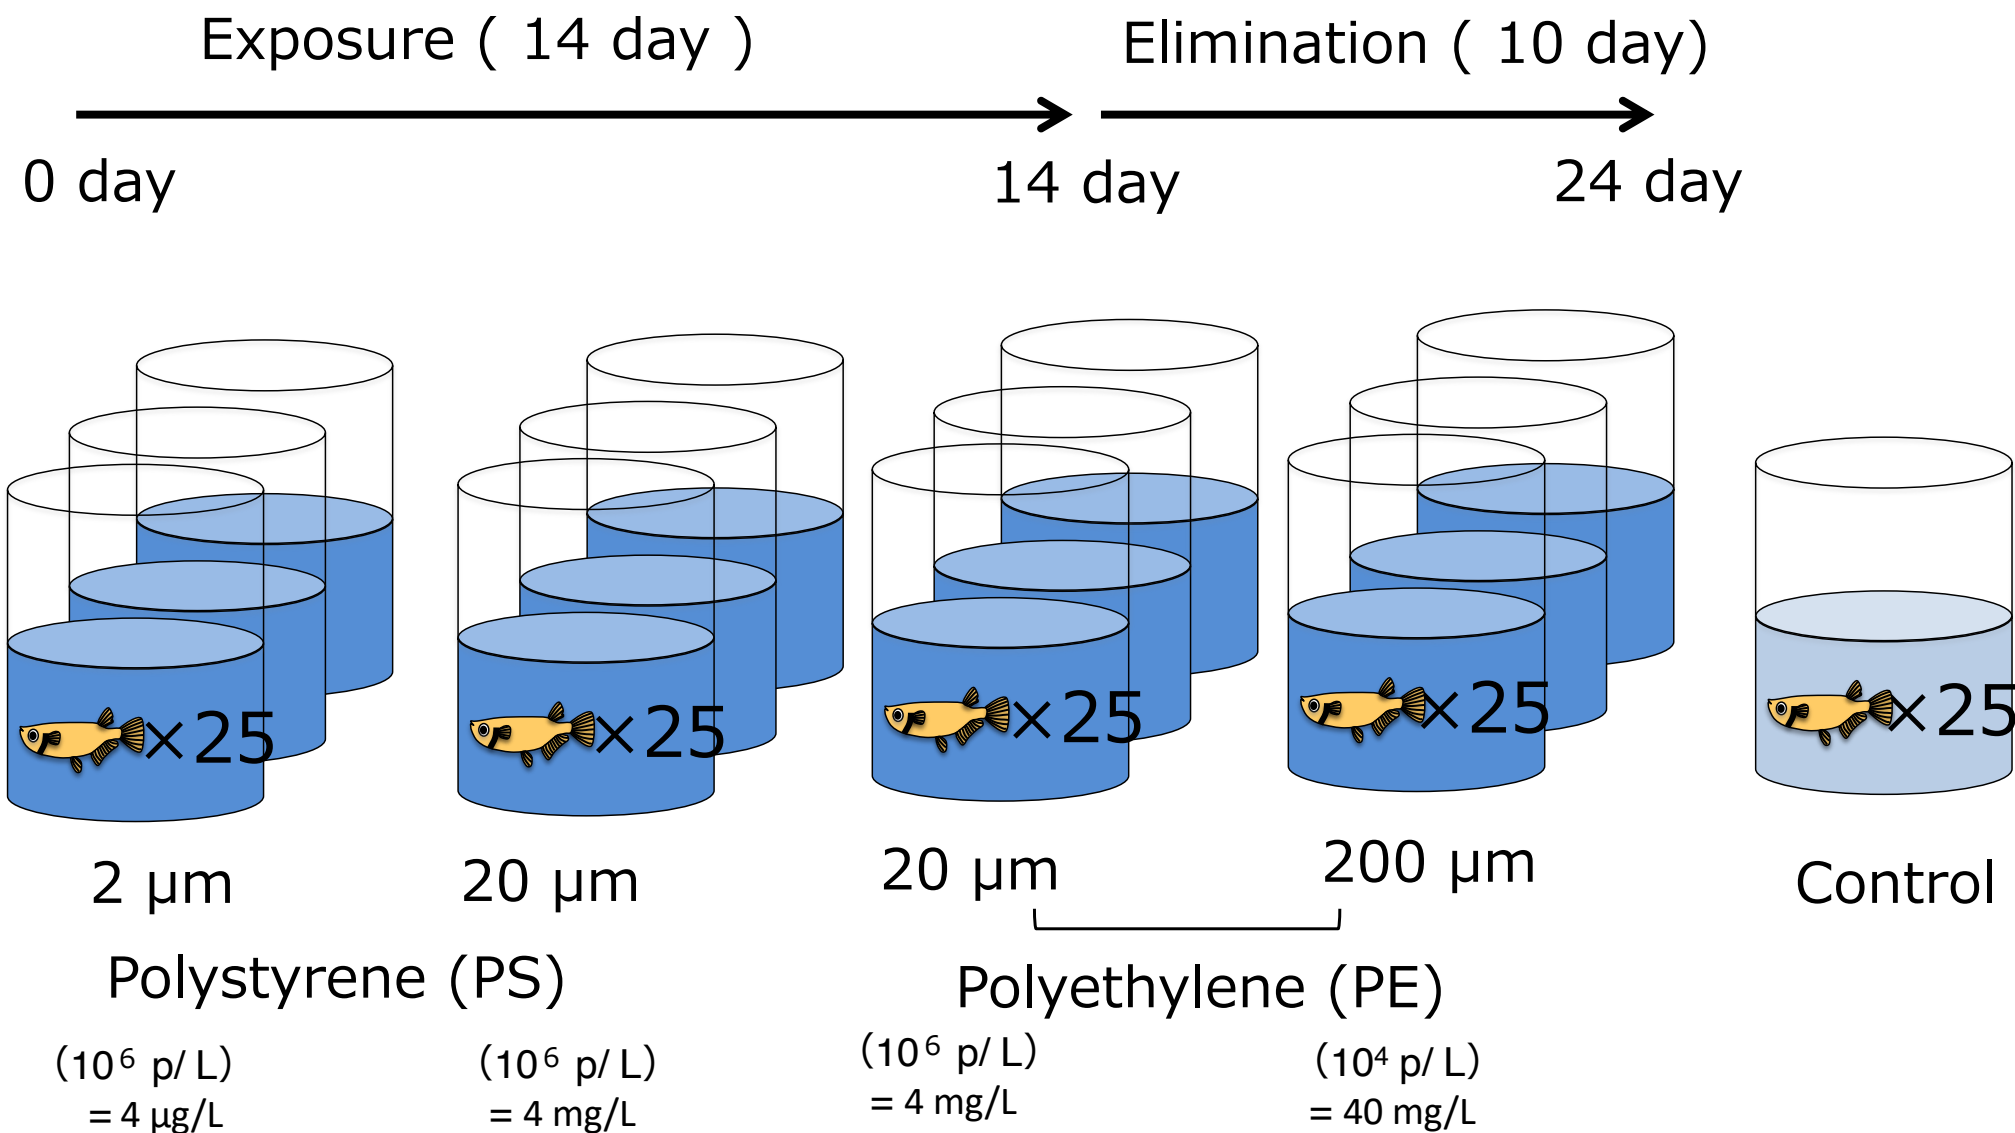 Exposure ( 14 day )
Elimination ( 10 day)
0 day
14 day
24 day
×25
×25
×25
×25
×25
2 μm
20 μm
20 μm
200 μm
Control
Polystyrene (PS)
Polyethylene (PE)
(10⁶ p/ L)
= 4 μg/L
(10⁶ p/ L)
= 4 mg/L
(10⁶ p/ L)
= 4 mg/L
(10⁴ p/ L)
= 40 mg/L